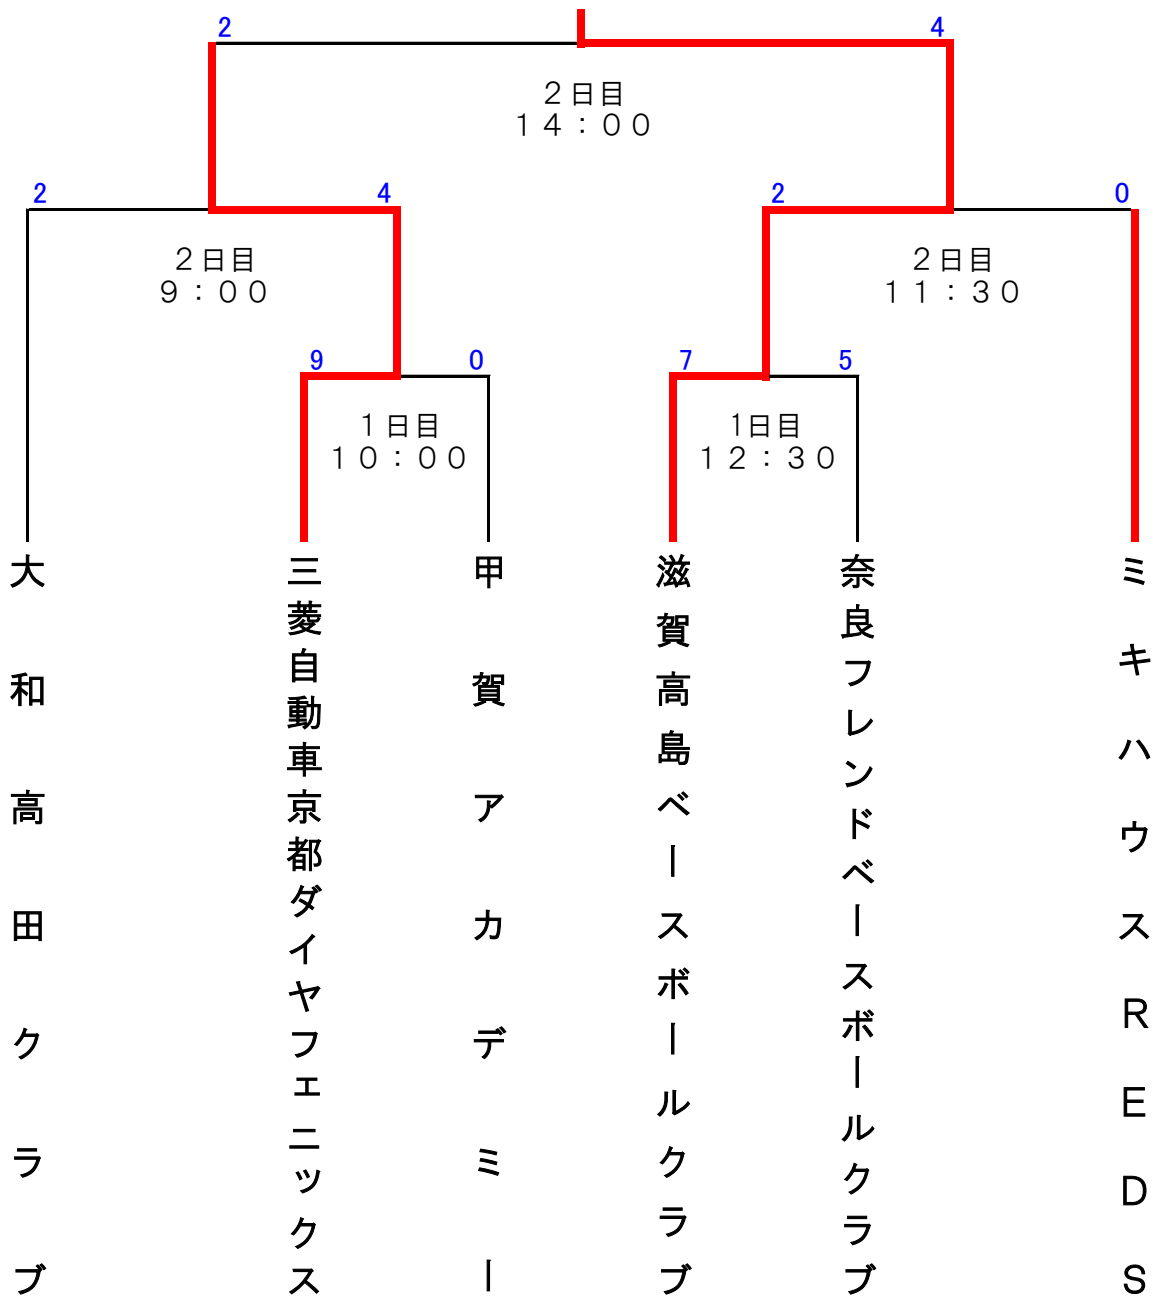 2 4
２日目
１４：００
2 4 2 0
２日目
９：００
２日目
１１：３０
9 0 7 5
１日目
１０：００
1日目
１２：３０
大和高田クラブ
三菱自動車京都ダイヤフェニックス
甲賀アカデミー
滋賀高島ベースボールクラブ
奈良フレンドベースボールクラブ
ミキハウスＲＥＤＳ